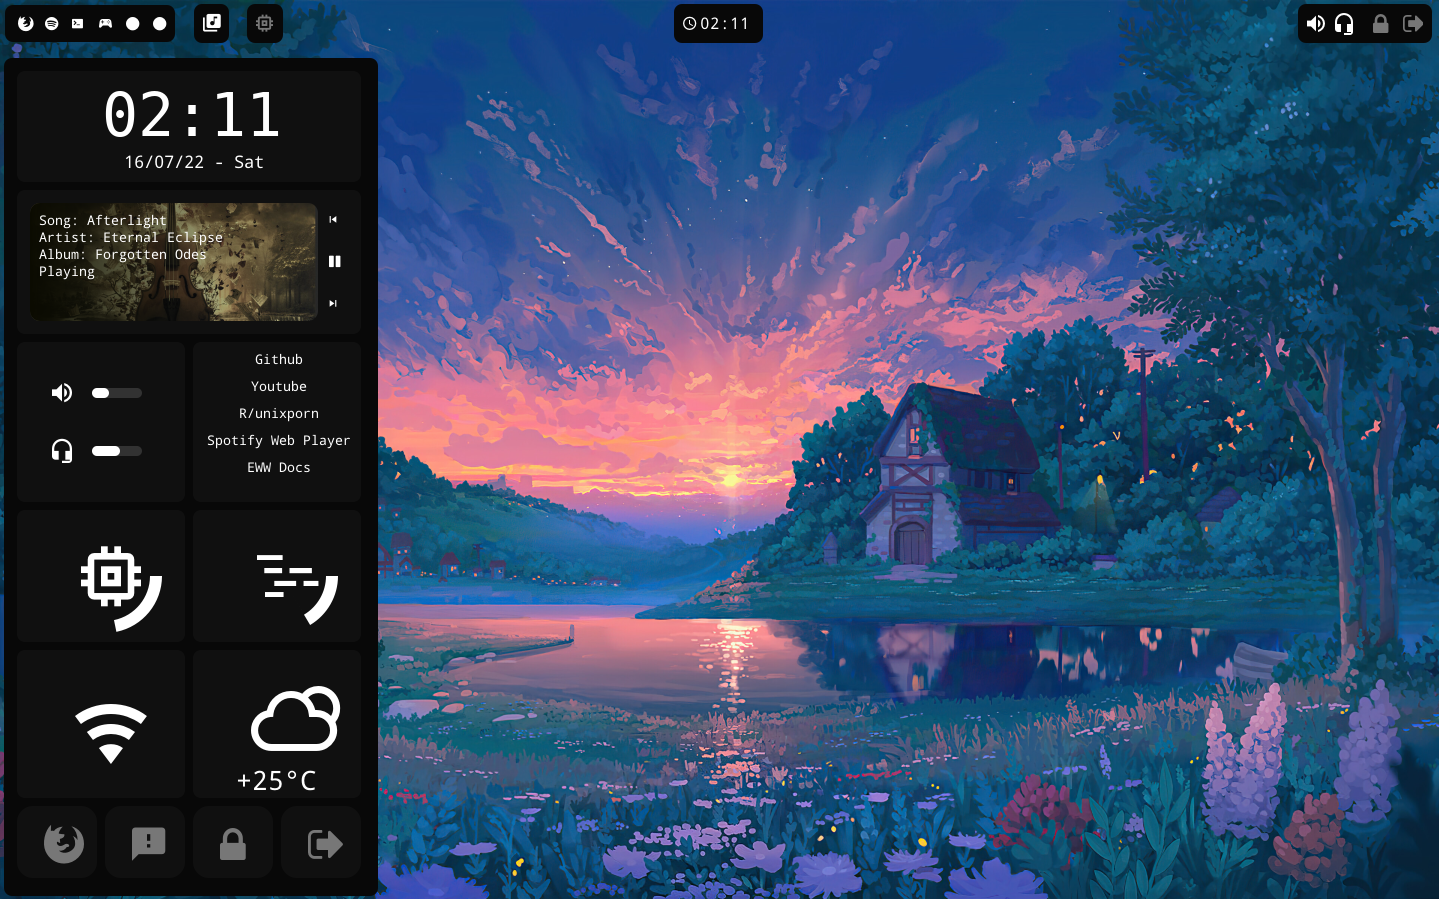 02:11
02:11
16/07/22 - Sat
Song: Afterlight
Artist: Eternal Eclipse
Album: Forgotten Odes
Playing
Github
Youtube
R/unixporn
Spotify Web Player
EWW Docs
+25°C